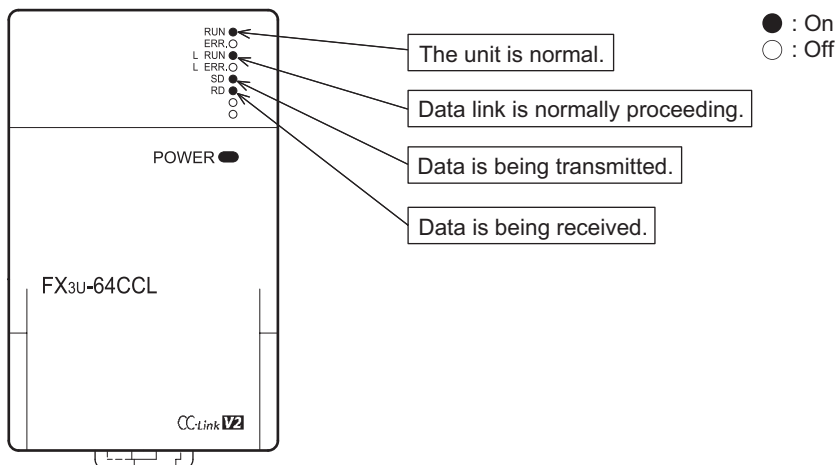 RUN
ERR.
L RUN
L ERR.
SD
RD
POWER
FX3U-64CCL
CC-Link V2
The unit is normal.
Data link is normally proceeding.
Data is being transmitted.
Data is being received.
: On
: Off